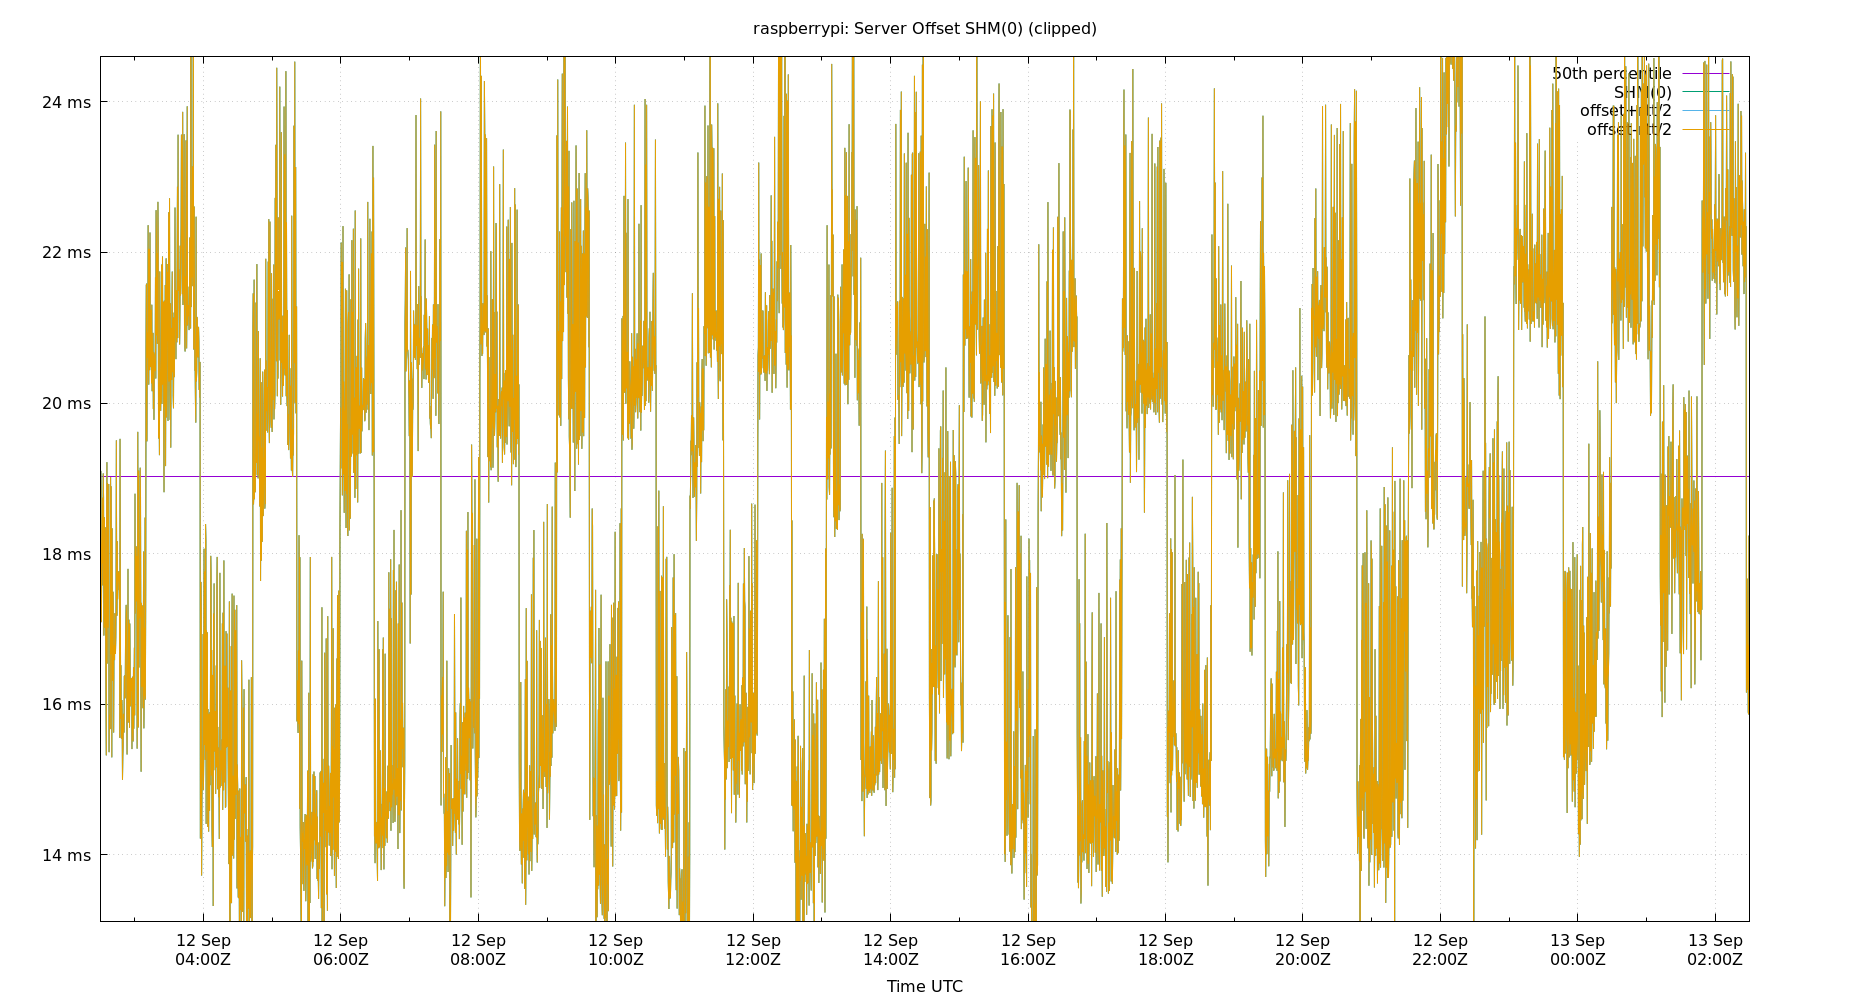 raspberrypi: Server Offset SHM(0) (clipped)
50th percentile
SHM(0)
offset+rtt/2
offset-rtt/2
24 ms
22 ms
20 ms
18 ms
16 ms
14 ms
12 Sep 12 Sep 12 Sep 12 Sep 12 Sep 12 Sep 12 Sep 12 Sep 12 Sep 12 Sep 13 Sep 13 Sep
04:00Z 06:00Z 08:00Z 10:00Z 12:00Z 14:00Z 16:00Z 18:00Z 20:00Z 22:00Z 00:00Z 02:00Z
Time UTC